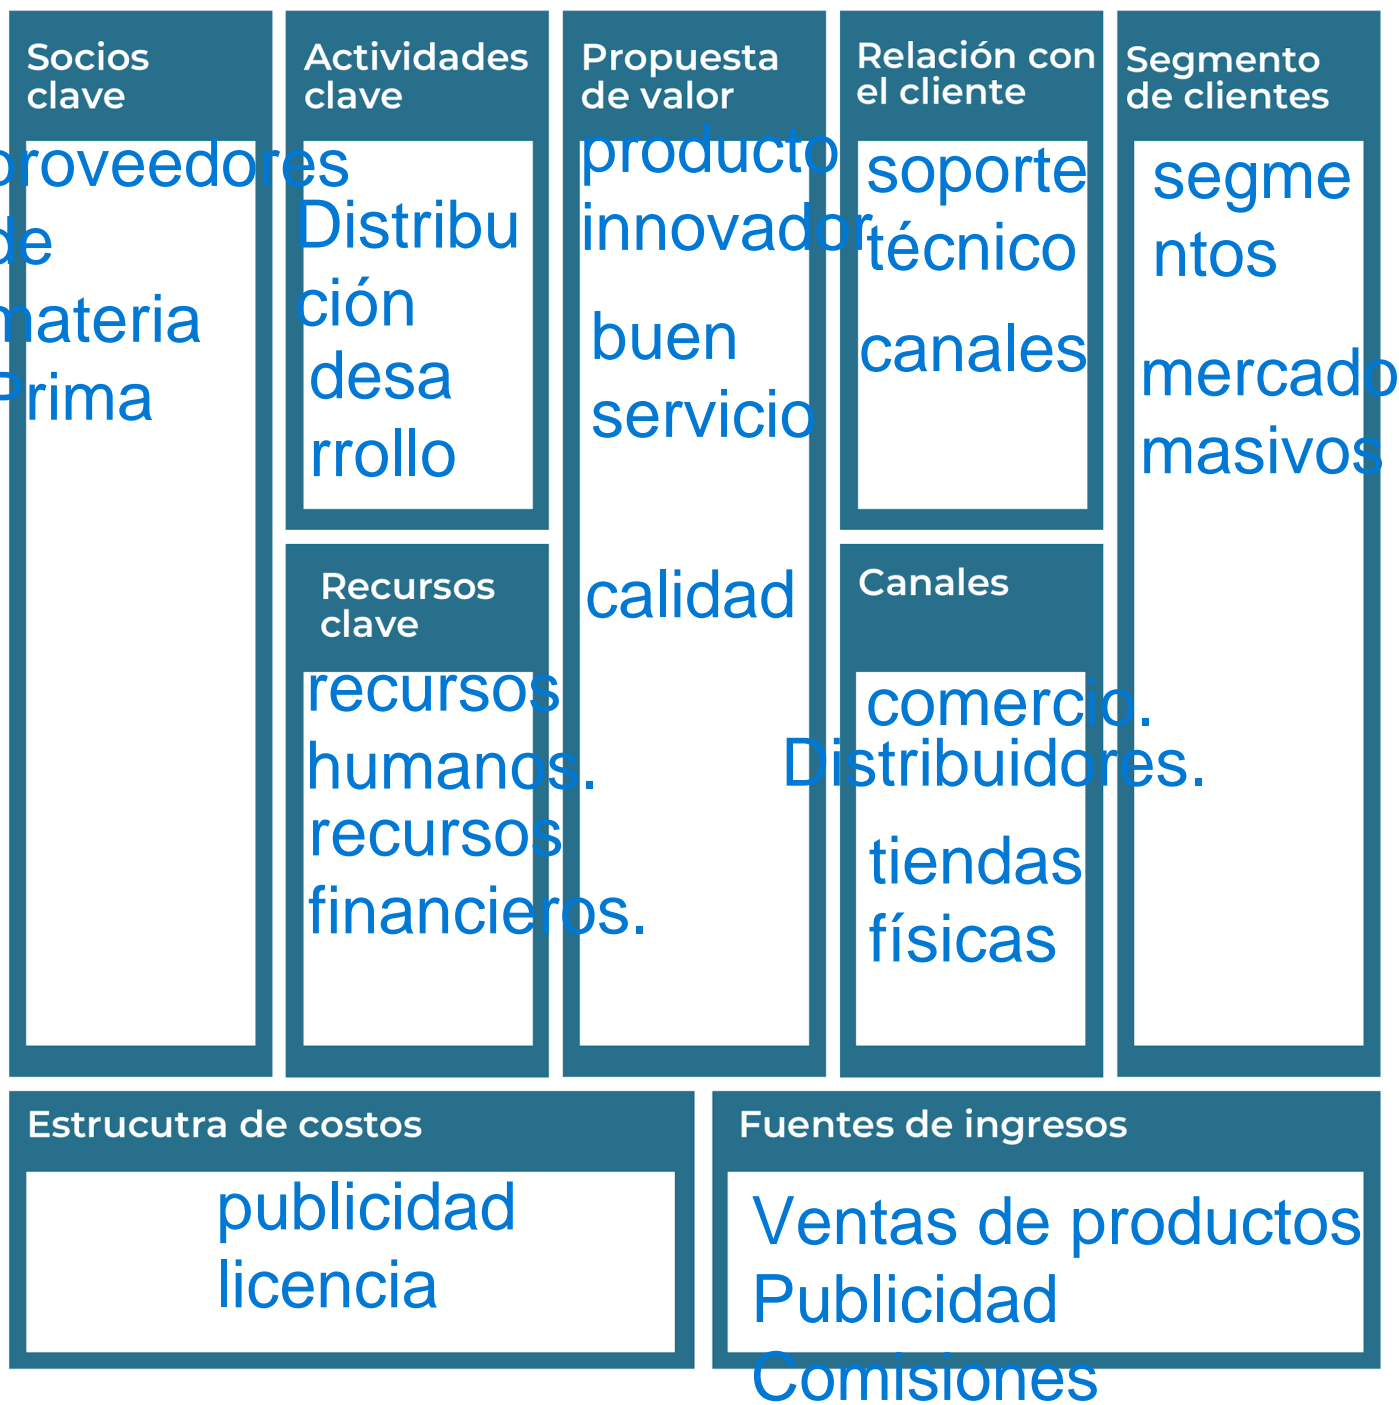 Socios
clave
proveedores
de
materia
Prima
Actividades
clave
Distribu
ción
desa
rrollo
Recursos
clave
recursos
humanos.
recursos
financieros.
Propuesta
de valor
producto
innovador
buen
servicio
calidad
Relación con
el cliente
soporte
técnico
canales
Canales
comercio.
Distribuidores.
tiendas
físicas
Segmento
de clientes
segme
ntos
mercado
masivos
Estrucutra de costos
publicidad
licencia
Fuentes de ingresos
Ventas de productos
Publicidad
Comisiones